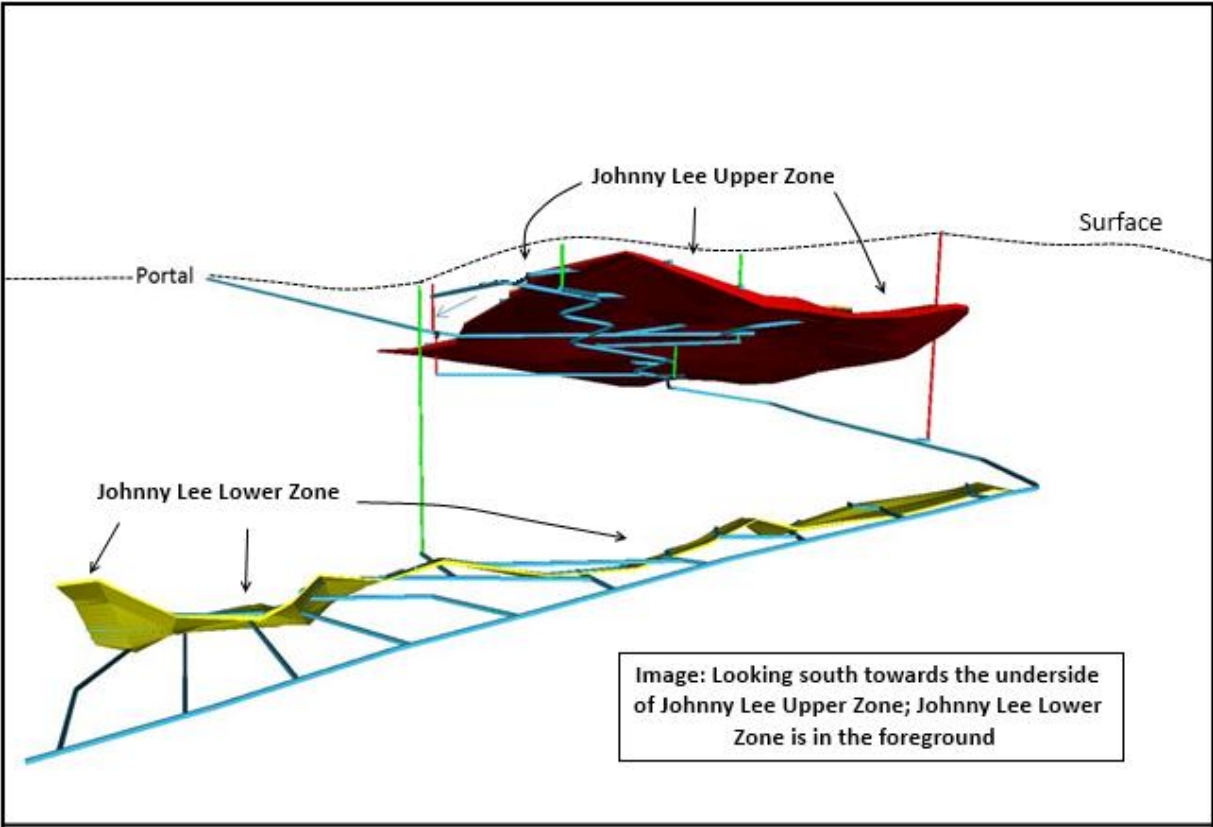 Johnny Lee Upper Zone
Surface
Portal
Johnny Lee Lower Zone
Image: Looking south towards the underside
of Johnny Lee Upper Zone; Johnny Lee Lower
Zone is in the foreground